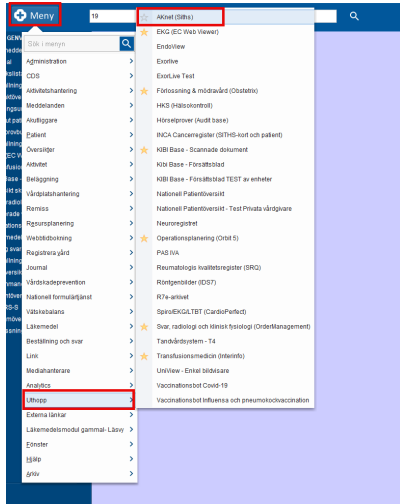 Meny
19
Sök i menyn
Administration
CDS
Aktivitetshantering
Meddelanden
Akutliggare
Patient
Översikter
Aktivitet
Beläggning
Vårdplatshantering
Remiss
Resursplanering
Webbtidbokning
Registrera vård
Journal
Vårdskadeprevention
Nationell formulärtjänst
Vätskebalans
Läkemedel
Beställning och svar
Link
Mediahanterare
Analytics
Uthopp
Externa länkar
Läkemedelsmodul gammal- Läsvy
Fönster
Hjälp
Arkiv
AKnet (Siths)
EKG (EC Web Viewer)
EndoView
Exorlive
ExorLive Test
Förlossning & mödravård (Obstetrix)
HKS (Hälsokontroll)
Hörselprover (Audit base)
INCA Cancerregister (SITHS-kort och patient)
KIBI Base - Scannade dokument
Kibi Base - Försättsblad
KIBI Base - Försättsblad TEST av enheter
Nationell Patientöversikt
Nationell Patientöversikt - Test Privata vårdgivare
Neuroregistret
Operationsplanering (Orbit 5)
PAS IVA
Reumatologis kvalitetsregister (SRQ)
Röntgenbilder (IDS7)
R7e-arkivet
Spiro/EKG/LTBT (CardioPerfect)
Svar, radiologi och klinisk fysiologi (OrderManagement)
Tandvårdsystem - T4
Transfusionsmedicin (Interinfo)
UniView - Enkel bildvisare
Vaccinationsbot Covid-19
Vaccinationsbot Influensa och pneumokockvaccination